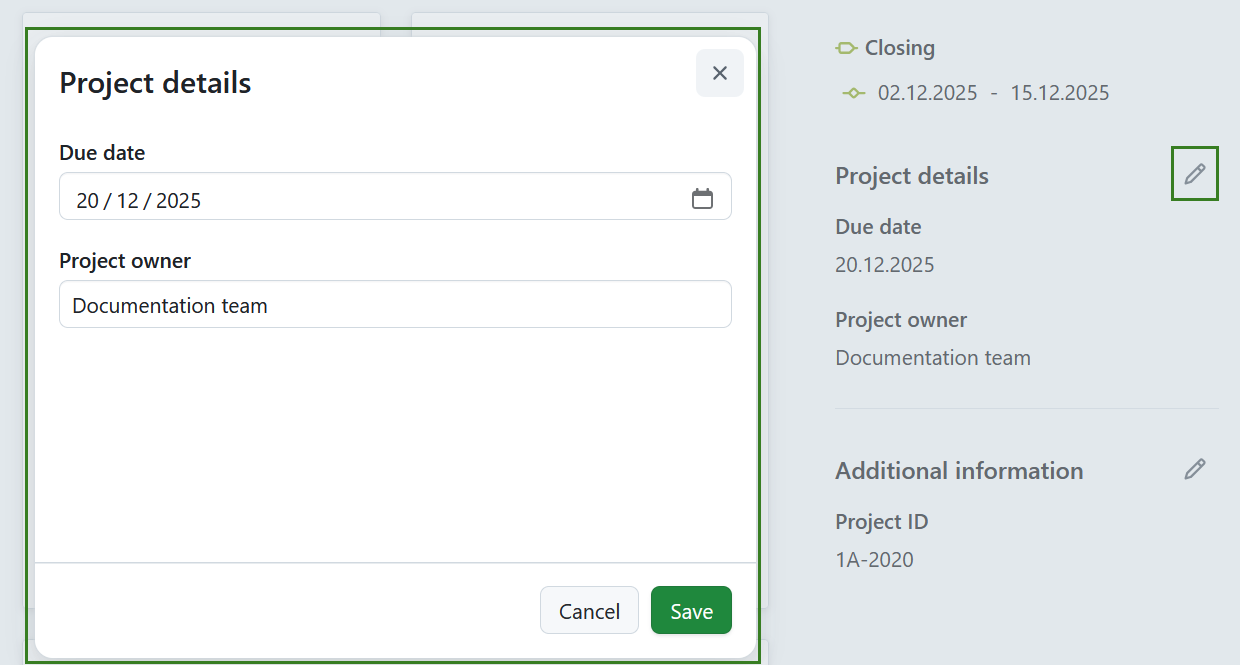 Project details
Due date
20 / 12 / 2025
Project owner
Documentation team
Cancel
Save
Closing
02.12.2025 - 15.12.2025
Project details
Due date
20.12.2025
Project owner
Documentation team
Additional information
Project ID
1A-2020